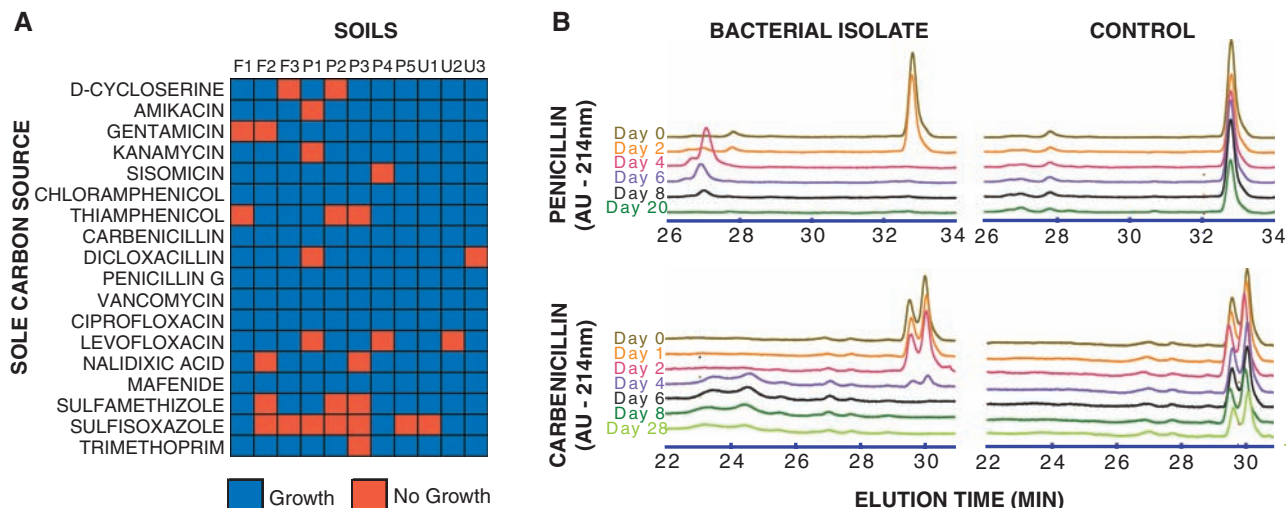 A
SOILS
F1 F2 F3 P1 P2 P3 P4 P5 U1 U2 U3
SOLE CARBON SOURCE
D-CYCLOSERINE
AMIKACIN
GENTAMICIN
KANAMYCIN
SISOMICIN
CHLORAMPHENICOL
THIAMPHENICOL
CARBENICILLIN
DICLOXACILLIN
PENICILLIN G
VANCOMYCIN
CIPROFLOXACIN
LEVOFLOXACIN
NALIDIXIC ACID
MAFENIDE
SULFAMETHIZOLE
SULFISOXAZOLE
TRIMETHOPRIM
Growth No Growth
B
BACTERIAL ISOLATE CONTROL
PENICILLIN
(AU - 214nm)
Day 0
Day 2
Day 4
Day 6
Day 8
Day 20
26 28 30 32 34
26 28 30 32 34
CARBENICILLIN
(AU - 214nm)
Day 0
Day 1
Day 2
Day 4
Day 6
Day 8
Day 28
22 24 26 28 30
22 24 26 28 30
ELUTION TIME (MIN)